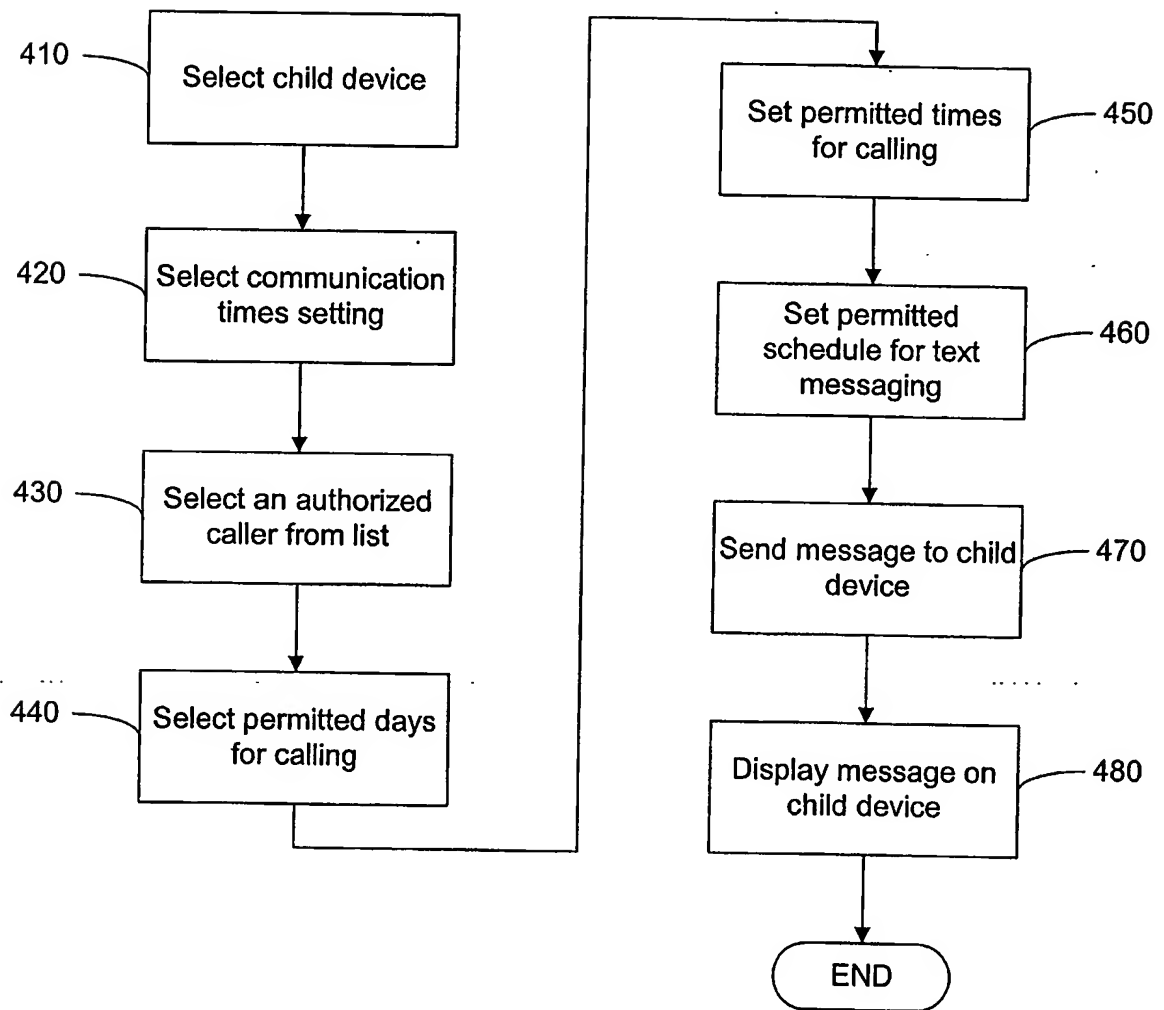 410
Select child device
420
Select communication
times setting
430
Select an authorized
caller from list
440
Select permitted days
for calling
Set permitted times
for calling
450
Set permitted
schedule for text
messaging
460
Send message to child
device
470
Display message on
child device
480
END